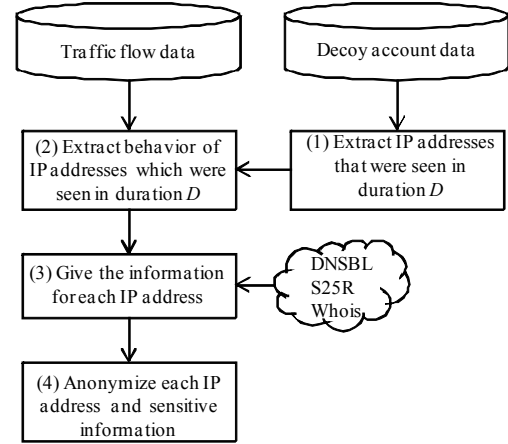 Traffic flow data
Decoy account data
(2) Extract behavior of
IP addresses which were
seen in duration D
(1) Extract IP addresses
that were seen in
duration D
(3) Give the information
for each IP address
DNSBL
S25R
Whois
(4) Anonymize each IP
address and sensitive
information